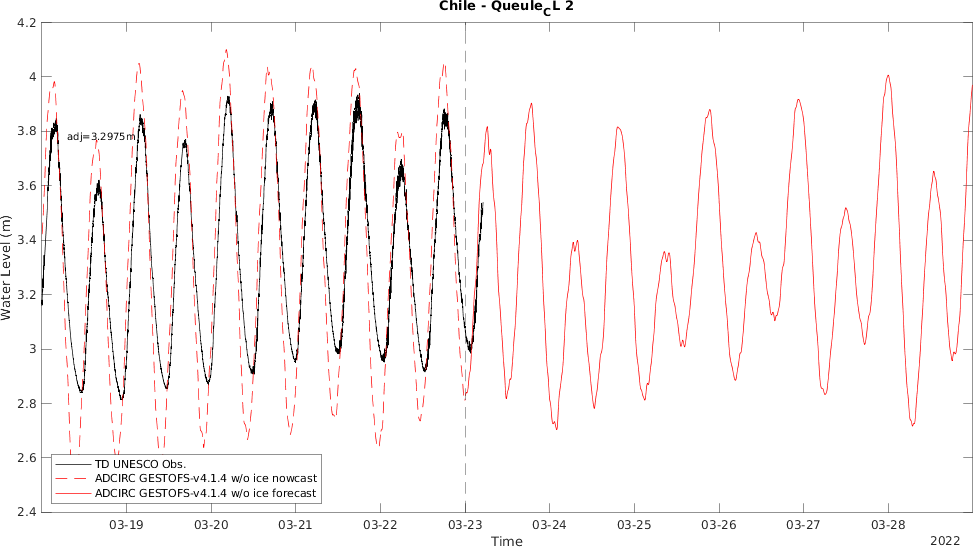 Chile - Queule_C L 2
4.2
4
3.8
3.6
3.4
3.2
3
2.8
2.6
2.4
Water Level (m)
adj=3.2975m
TD UNESCO Obs.
ADCIRC GESTOFS-v4.1.4 w/o ice nowcast
ADCIRC GESTOFS-v4.1.4 w/o ice forecast
03-19 03-20 03-21 03-22 03-23 03-24 03-25 03-26 03-27 03-28
Time
2022